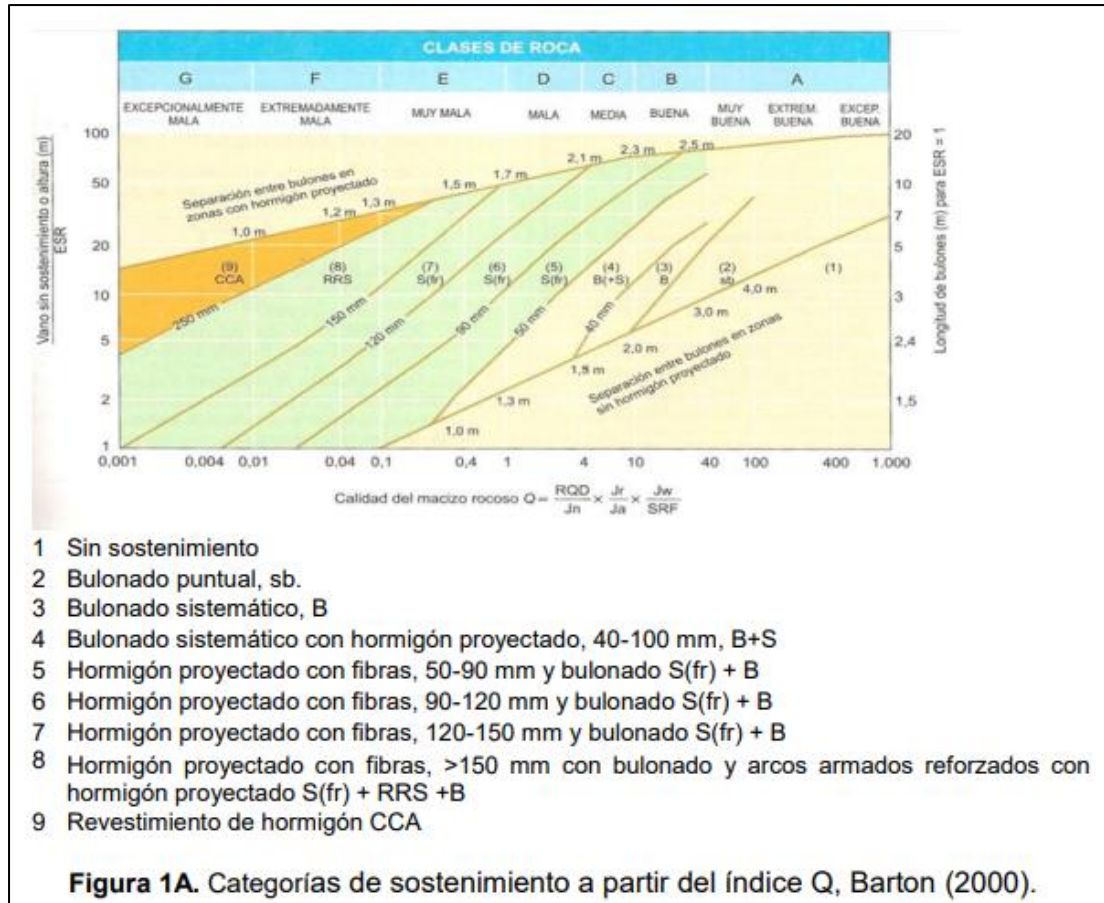 CLASES DE ROCA
G F E D C B A
EXCEPCIONALMENTE MALA
EXTREMADAMENTE MALA
MUY MALA
MALA
MEDIA
BUENA
MUY BUENA
EXTREM. BUENA
EXCEP. BUENA
Vano sin sostenimiento o altura (m)
ESR
100
50
20
10
5
2
1
20
10
7
5
3
2,4
1,5
Longitud de bulones (m) para ESR = 1
Separación entre bulones en
zonas con hormigón proyectado
1,0 m
1,2 m
1,3 m
1,5 m
1,7 m
2,1 m
2,3 m
2,5 m
(9)
CCA
(8)
RRS
(7)
S(fr)
(6)
S(fr)
(5)
S(fr)
(4)
B(+S)
(3)
B
(2)
sb
(1)
250 mm
150 mm
120 mm
90 mm
50 mm
40 mm
1,0 m
1,3 m
1,5 m
2,0 m
3,0 m
4,0 m
Separación entre bulones en zonas
sin hormigón proyectado
0,001 0,004 0,01 0,04 0,1 0,4 1 4 10 40 100 400 1.000
Calidad del macizo rocoso Q = RQD/Jn × Jr/Ja × Jw/SRF
1 Sin sostenimiento
2 Bulonado puntual, sb.
3 Bulonado sistemático, B
4 Bulonado sistemático con hormigón proyectado, 40-100 mm, B+S
5 Hormigón proyectado con fibras, 50-90 mm y bulonado S(fr) + B
6 Hormigón proyectado con fibras, 90-120 mm y bulonado S(fr) + B
7 Hormigón proyectado con fibras, 120-150 mm y bulonado S(fr) + B
8 Hormigón proyectado con fibras, >150 mm con bulonado y arcos armados reforzados con
hormigón proyectado S(fr) + RRS +B
9 Revestimiento de hormigón CCA
Figura 1A. Categorías de sostenimiento a partir del índice Q, Barton (2000).